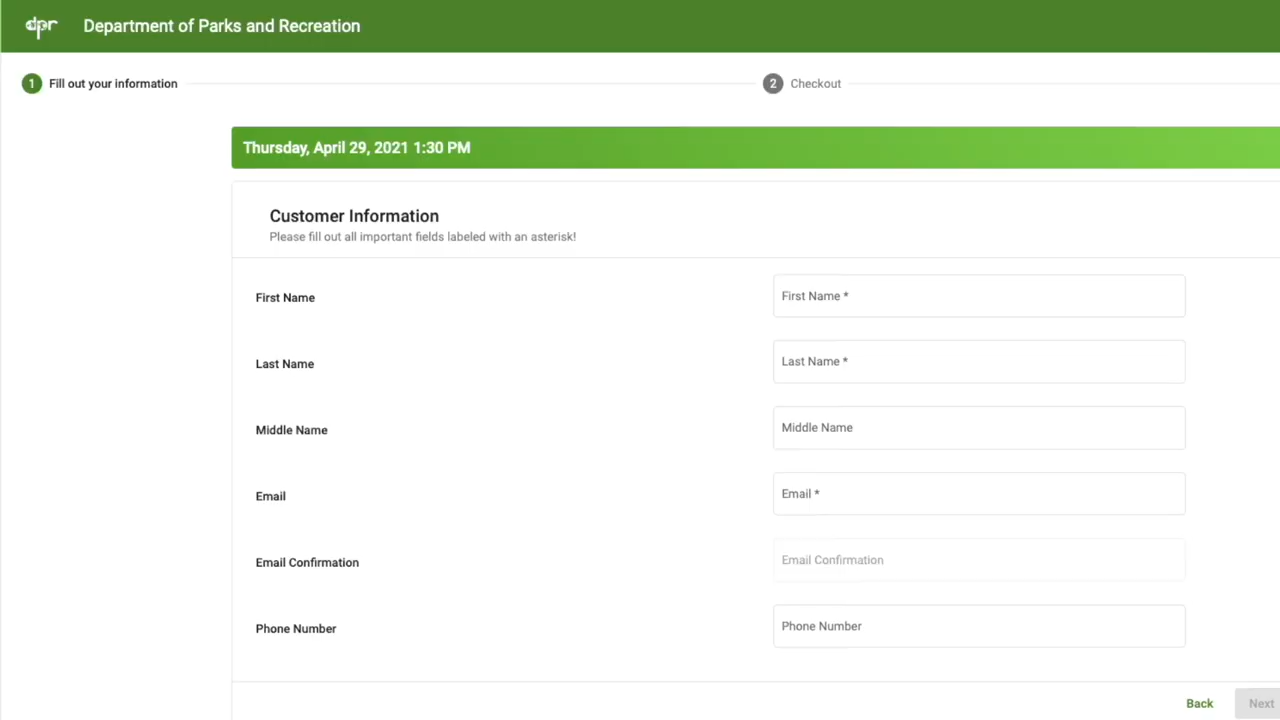 dpr Department of Parks and Recreation
1 Fill out your information 2 Checkout
Thursday, April 29, 2021 1:30 PM
Customer Information
Please fill out all important fields labeled with an asterisk!
First Name First Name *
Last Name Last Name *
Middle Name Middle Name
Email Email *
Email Confirmation Email Confirmation
Phone Number Phone Number
Back Next